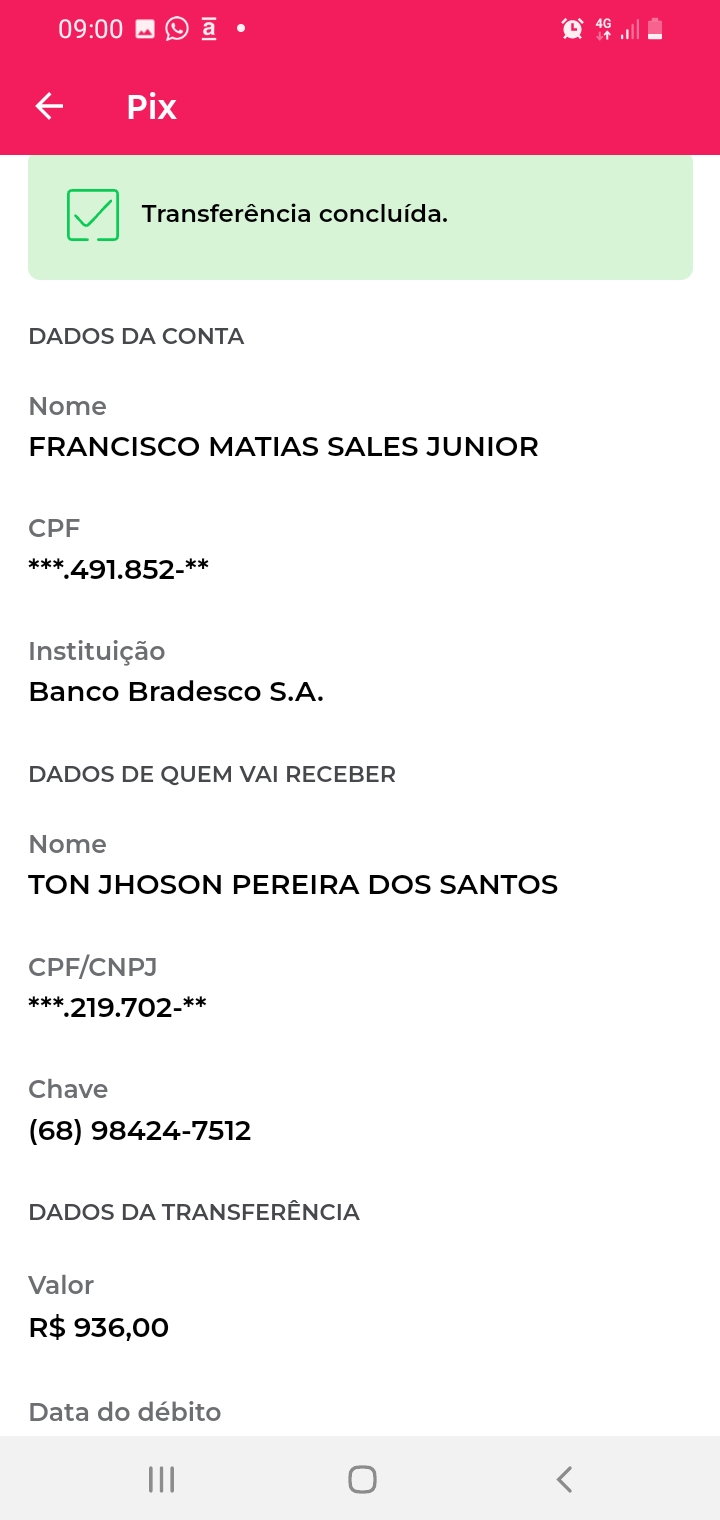 09:00
4G
Pix
Transferência concluída.
DADOS DA CONTA
Nome
FRANCISCO MATIAS SALES JUNIOR
CPF
***.491.852-**
Instituição
Banco Bradesco S.A.
DADOS DE QUEM VAI RECEBER
Nome
TON JHOSON PEREIRA DOS SANTOS
CPF/CNPJ
***.219.702-**
Chave
(68) 98424-7512
DADOS DA TRANSFERÊNCIA
Valor
R$ 936,00
Data do débito